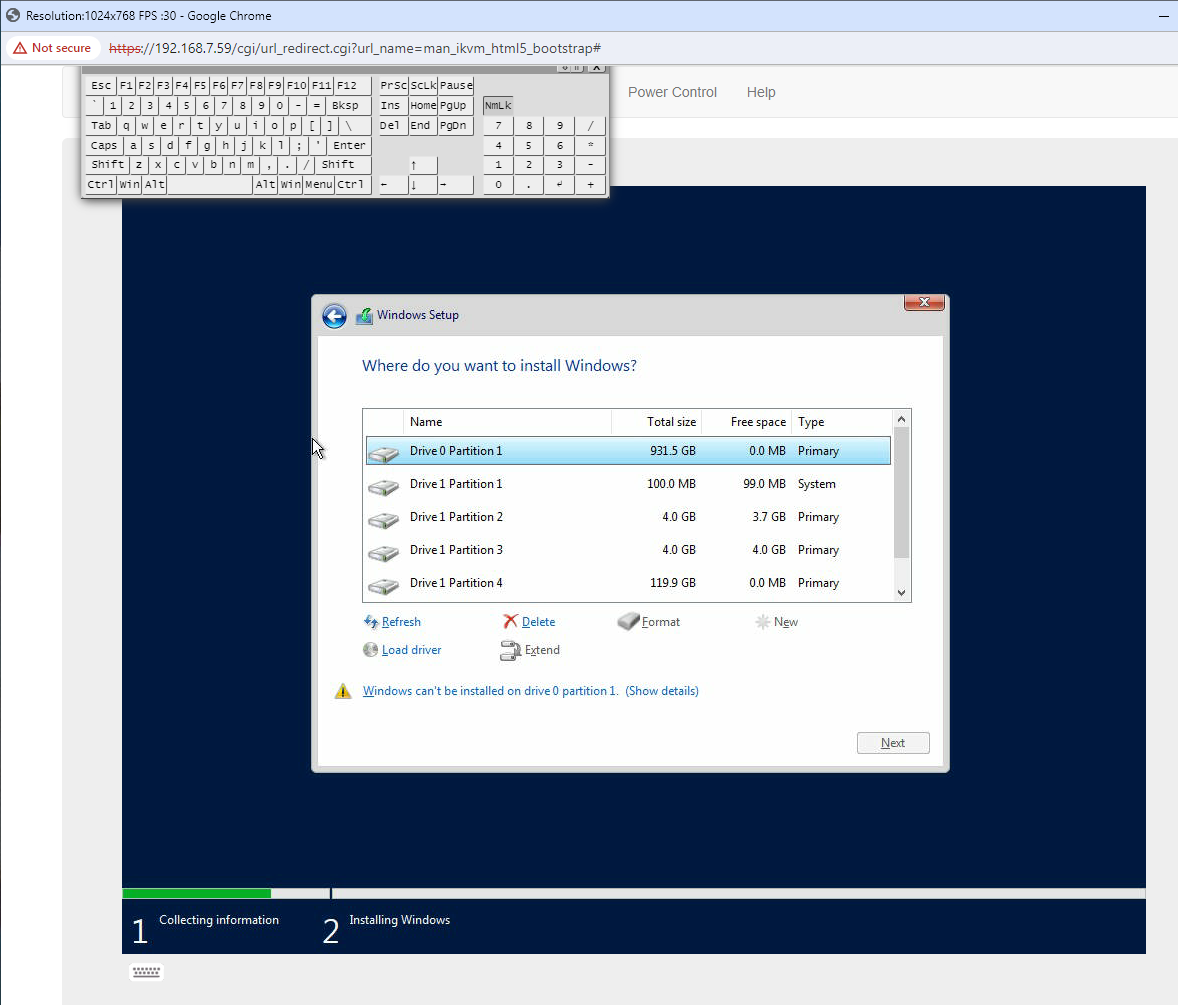 Resolution:1024x768 FPS :30 - Google Chrome
Not secure https://192.168.7.59/cgi/url_redirect.cgi?url_name=man_ikvm_html5_bootstrap#
Esc F1 F2 F3 F4 F5 F6 F7 F8 F9 F10 F11 F12 PrSc ScLk Pause
Power Control Help
` 1 2 3 4 5 6 7 8 9 0 - = Bksp Ins Home PgUp NmLk
Tab q w e r t y u i o p [ ] \ Del End PgDn 7 8 9 /
Caps a s d f g h j k l ; ' Enter 4 5 6 *
Shift z x c v b n m , . / Shift ↑ 1 2 3 -
Ctrl Win Alt Alt Win Menu Ctrl ← ↓ → 0 . ↲ +
Windows Setup
Where do you want to install Windows?
Name Total size Free space Type
Drive 0 Partition 1 931.5 GB 0.0 MB Primary
Drive 1 Partition 1 100.0 MB 99.0 MB System
Drive 1 Partition 2 4.0 GB 3.7 GB Primary
Drive 1 Partition 3 4.0 GB 4.0 GB Primary
Drive 1 Partition 4 119.9 GB 0.0 MB Primary
Refresh Delete Format New
Load driver Extend
Windows can't be installed on drive 0 partition 1. (Show details)
Next
1 Collecting information 2 Installing Windows